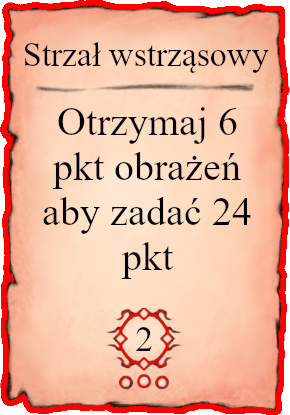 Strzał wstrząsowy
Otrzymaj 6
pkt obrażeń
aby zadać 24
pkt
2